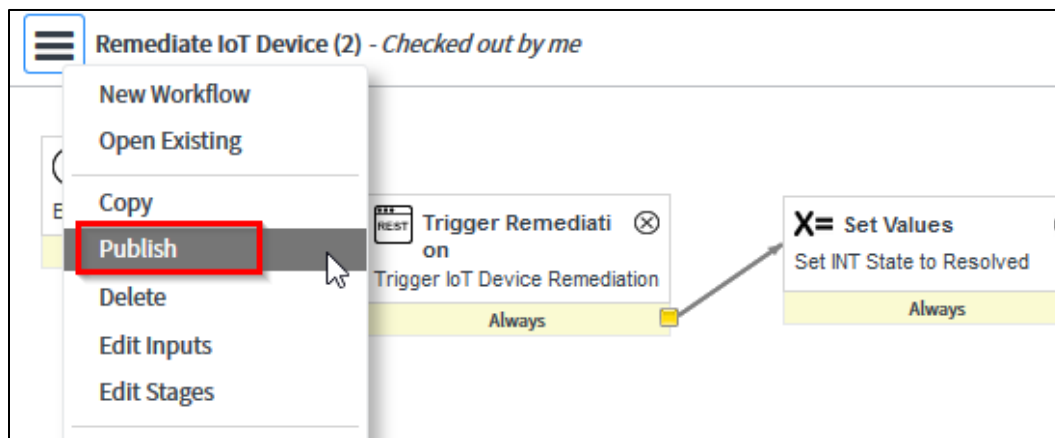 Remediate IoT Device (2) - Checked out by me
New Workflow
Open Existing
Copy
Publish
Delete
Edit Inputs
Edit Stages
E
REST
Trigger Remediati
on
Trigger IoT Device Remediation
Always
X= Set Values
Set INT State to Resolved
Always